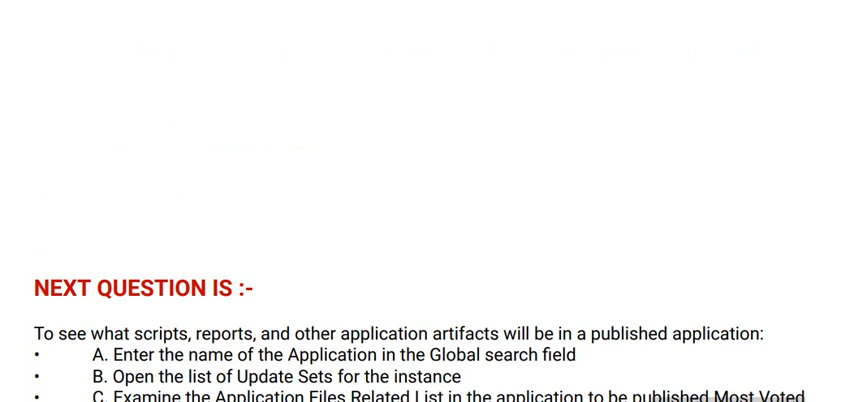 NEXT QUESTION IS :-
To see what scripts, reports, and other application artifacts will be in a published application:
• A. Enter the name of the Application in the Global search field
• B. Open the list of Update Sets for the instance
• C. Examine the Application Files Related List in the application to be published Most Voted